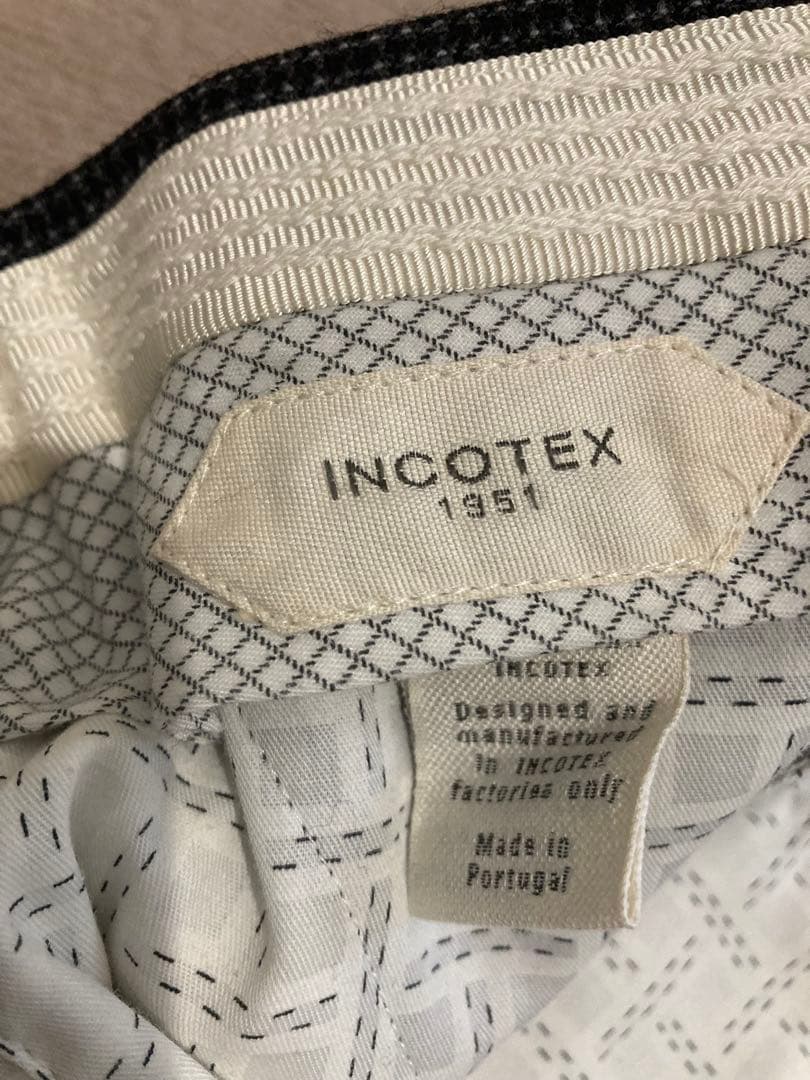 INCOTEX
1951
INCOTEX
Designed and
manufactured
in INCOTEX
factories only
Made in
Portugal